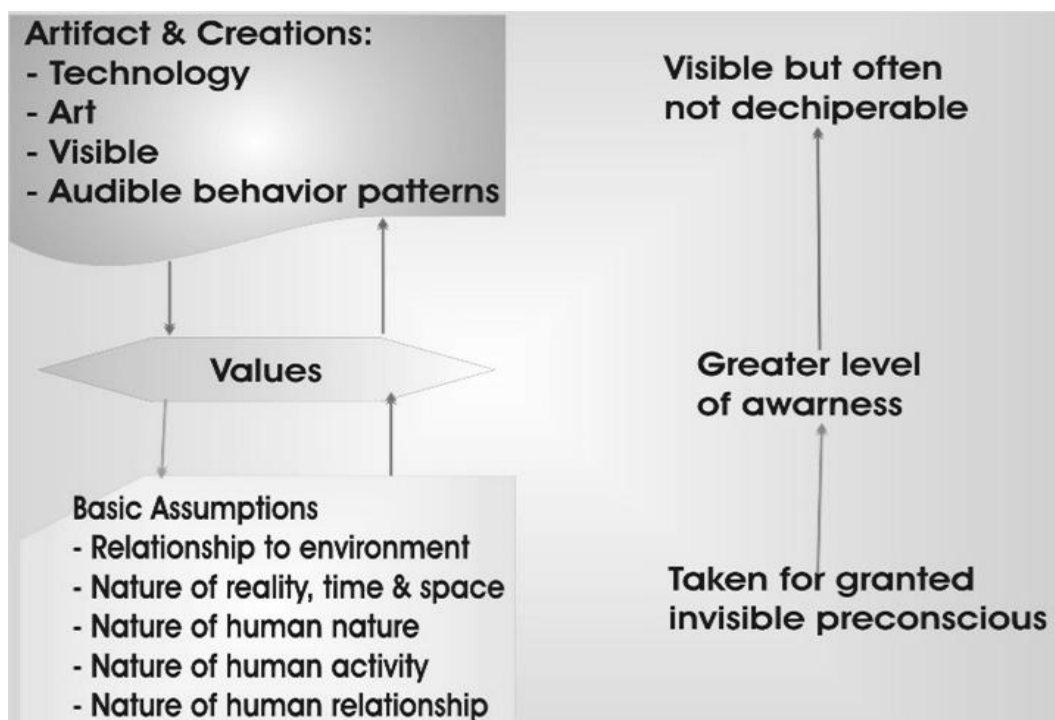 Artifact & Creations:
- Technology
- Art
- Visible
- Audible behavior patterns
Visible but often
not dechiperable
Values
Greater level
of awarness
Basic Assumptions
- Relationship to environment
- Nature of reality, time & space
- Nature of human nature
- Nature of human activity
- Nature of human relationship
Taken for granted
invisible preconscious